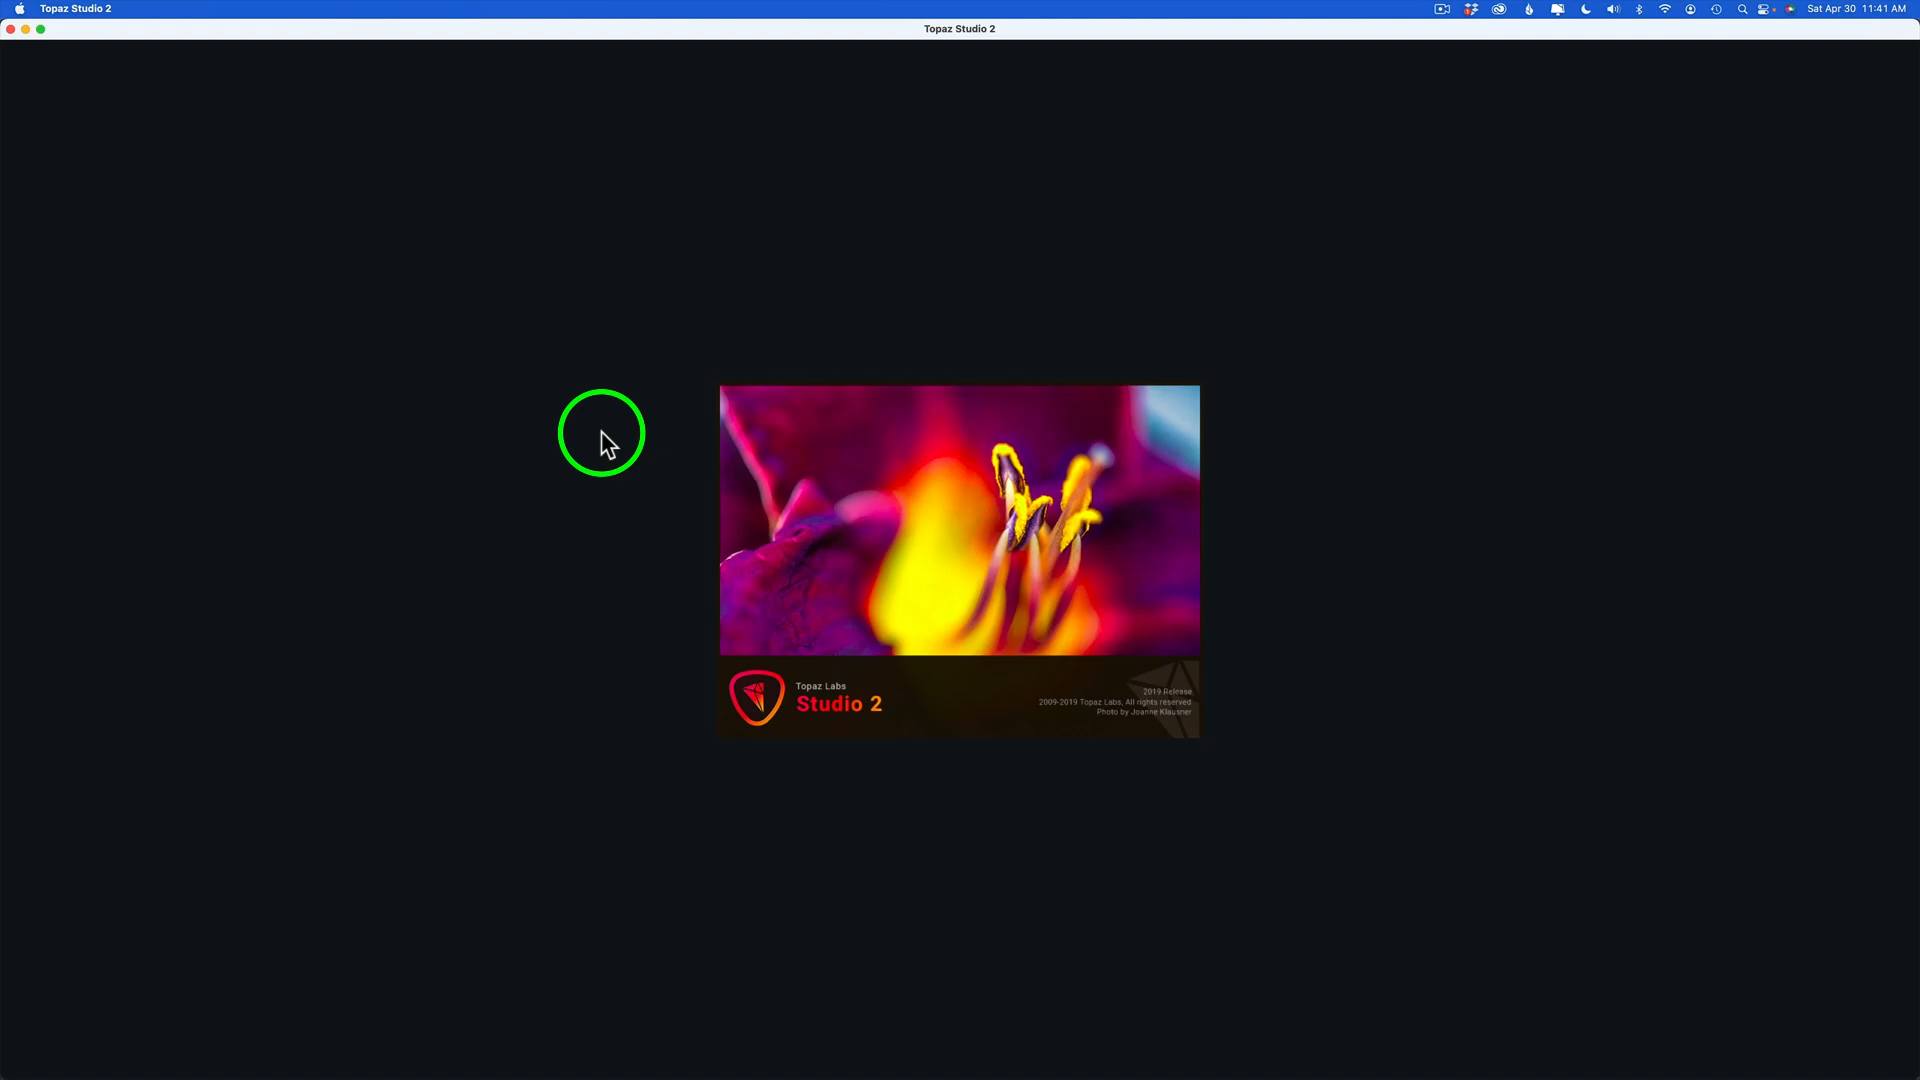 Topaz Studio 2
Sat Apr 30 11:41 AM
Topaz Studio 2
Topaz Labs
Studio 2
2019 Release
2009-2019 Topaz Labs, All rights reserved
Photo by Joanne Klausner